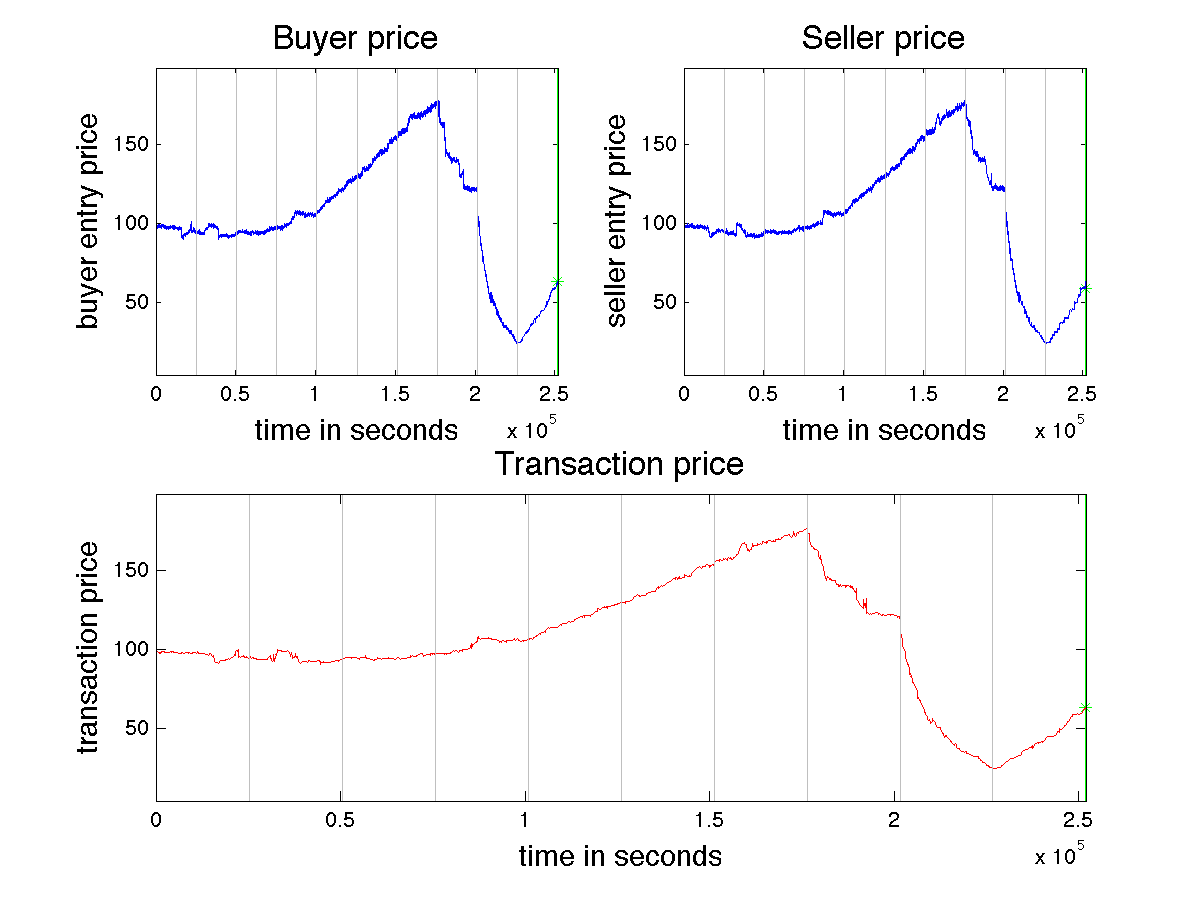 Buyer price
buyer entry price
150
100
50
0 0.5 1 1.5 2 2.5
x 10^5
time in seconds
Seller price
seller entry price
150
100
50
0 0.5 1 1.5 2 2.5
x 10^5
time in seconds
Transaction price
transaction price
150
100
50
0 0.5 1 1.5 2 2.5
x 10^5
time in seconds